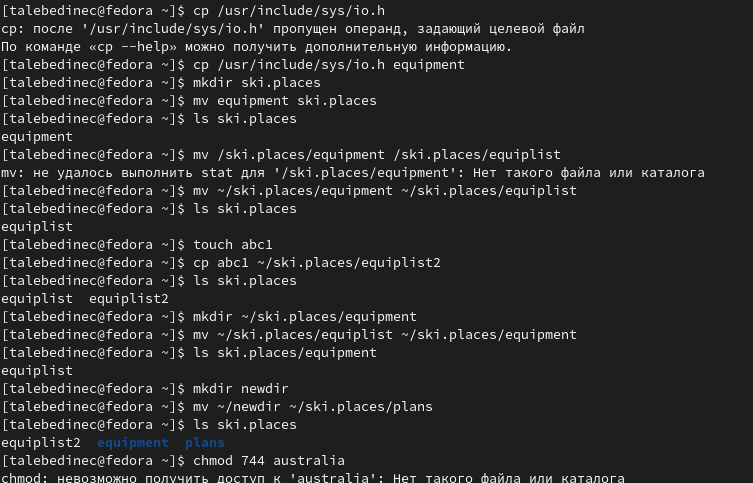 [talebedinec@fedora ~]$ cp /usr/include/sys/io.h
cp: после '/usr/include/sys/io.h' пропущен операнд, задающий целевой файл
По команде «cp --help» можно получить дополнительную информацию.
[talebedinec@fedora ~]$ cp /usr/include/sys/io.h equipment
[talebedinec@fedora ~]$ mkdir ski.places
[talebedinec@fedora ~]$ mv equipment ski.places
[talebedinec@fedora ~]$ ls ski.places
equipment
[talebedinec@fedora ~]$ mv /ski.places/equipment /ski.places/equiplist
mv: не удалось выполнить stat для '/ski.places/equipment': Нет такого файла или каталога
[talebedinec@fedora ~]$ mv ~/ski.places/equipment ~/ski.places/equiplist
[talebedinec@fedora ~]$ ls ski.places
equiplist
[talebedinec@fedora ~]$ touch abc1
[talebedinec@fedora ~]$ cp abc1 ~/ski.places/equiplist2
[talebedinec@fedora ~]$ ls ski.places
equiplist  equiplist2
[talebedinec@fedora ~]$ mkdir ~/ski.places/equipment
[talebedinec@fedora ~]$ mv ~/ski.places/equiplist ~/ski.places/equipment
[talebedinec@fedora ~]$ ls ski.places/equipment
equiplist
[talebedinec@fedora ~]$ mkdir newdir
[talebedinec@fedora ~]$ mv ~/newdir ~/ski.places/plans
[talebedinec@fedora ~]$ ls ski.places
equiplist2  equipment  plans
[talebedinec@fedora ~]$ chmod 744 australia
chmod: невозможно получить доступ к 'australia': Нет такого файла или каталога